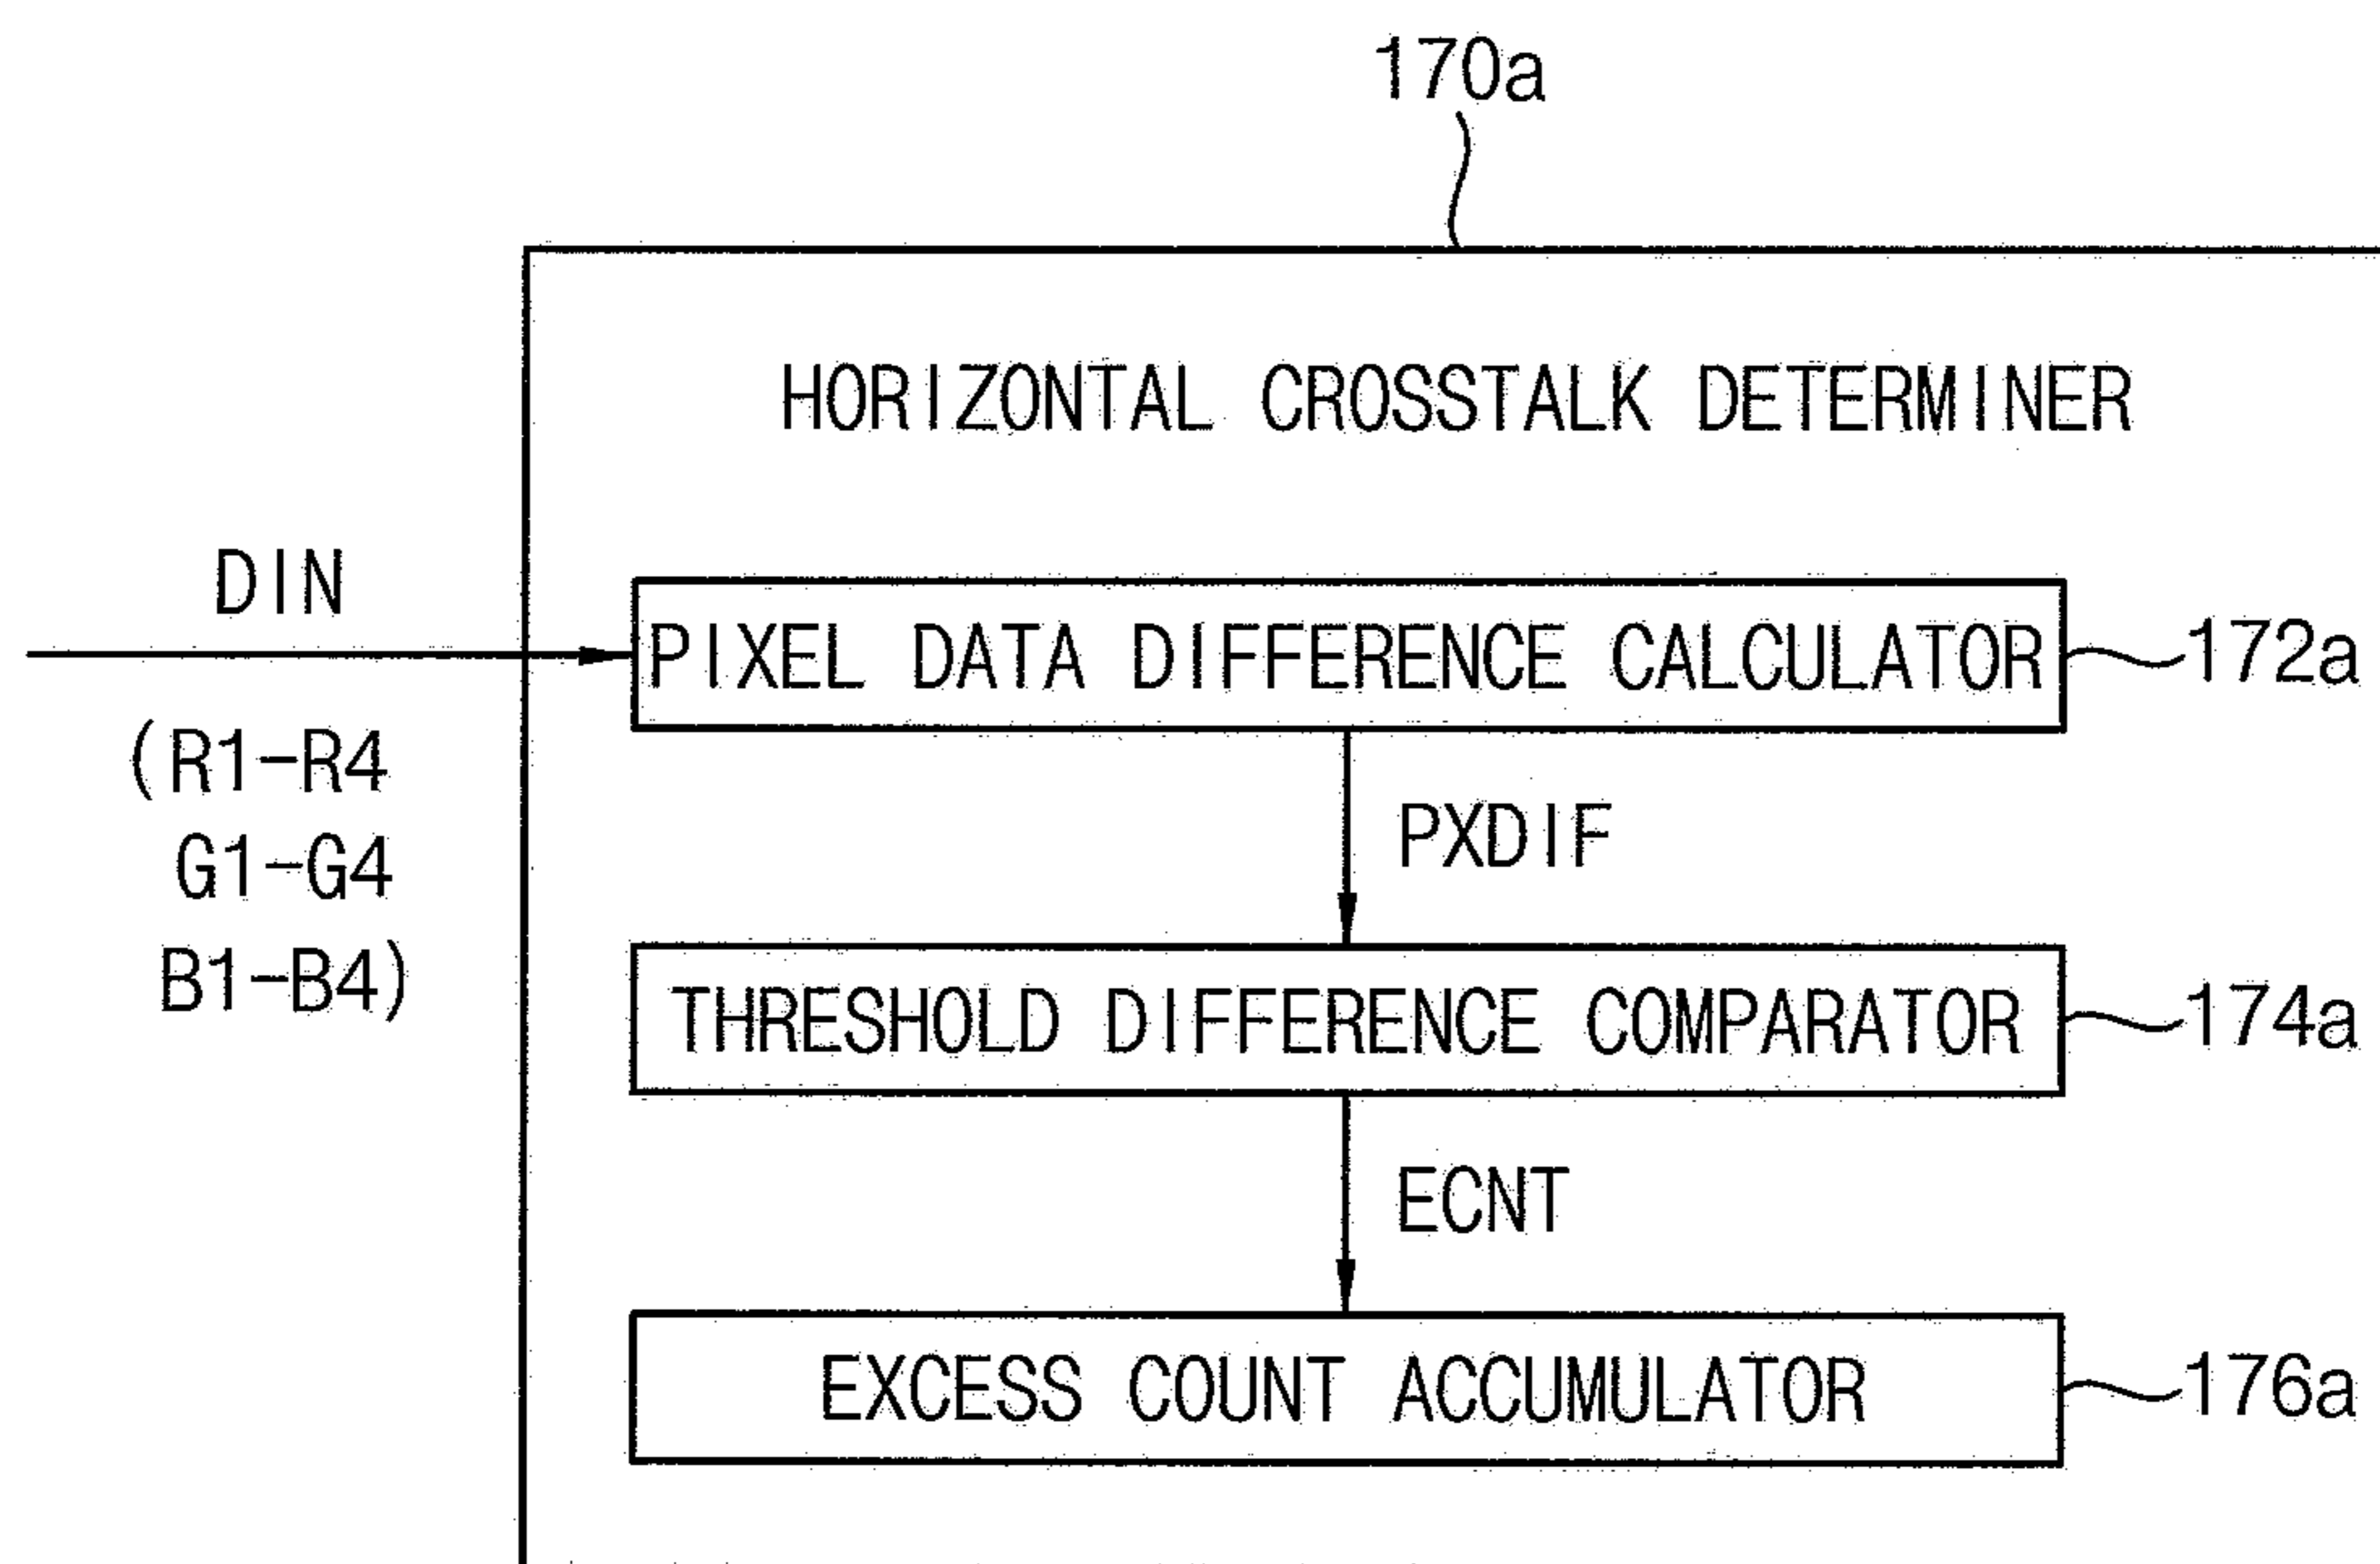 170a
HORIZONTAL CROSSTALK DETERMINER
DIN
(R1-R4
G1-G4
B1-B4)
PIXEL DATA DIFFERENCE CALCULATOR
172a
PXDIF
THRESHOLD DIFFERENCE COMPARATOR
174a
ECNT
EXCESS COUNT ACCUMULATOR
176a